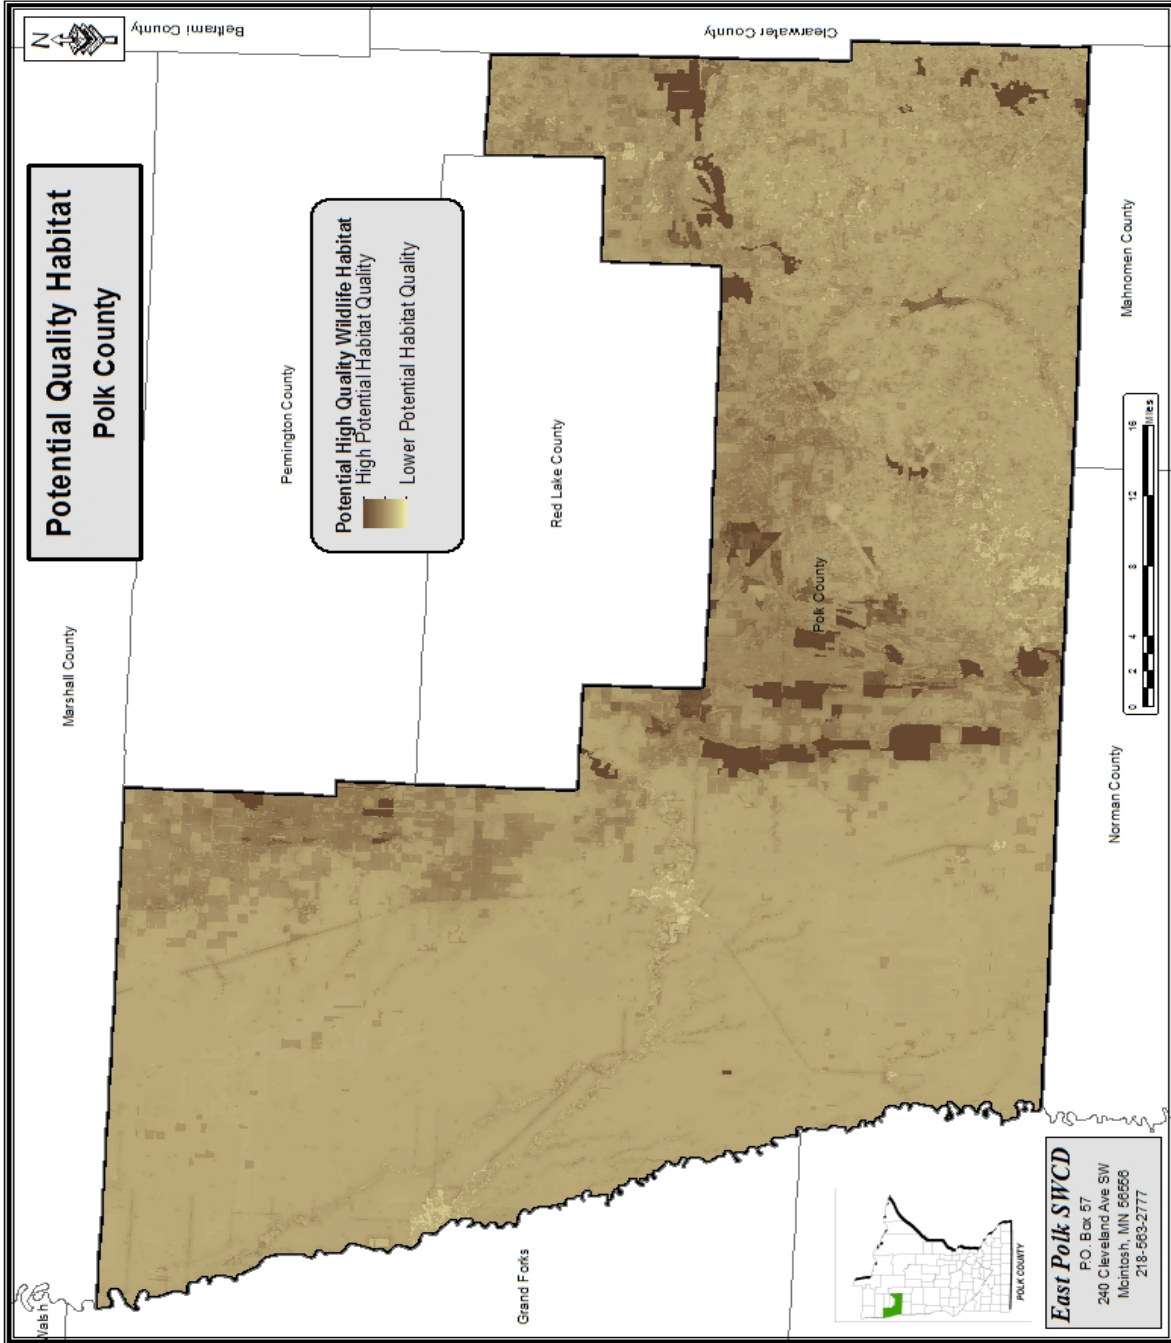 Potential Quality Habitat
Polk County
N
Beltrami County
Clearwater County
Marshall County
Pennington County
Potential High Quality Wildlife Habitat
High Potential Habitat Quality
Lower Potential Habitat Quality
Red Lake County
Polk County
Mahnomen County
Norman County
Grand Forks
Walsh
0 2 4 8 12 16
Miles
POLK COUNTY
East Polk SWCD
P.O. Box 57
240 Cleveland Ave SW
Mcintosh, MN 56556
218-563-2777